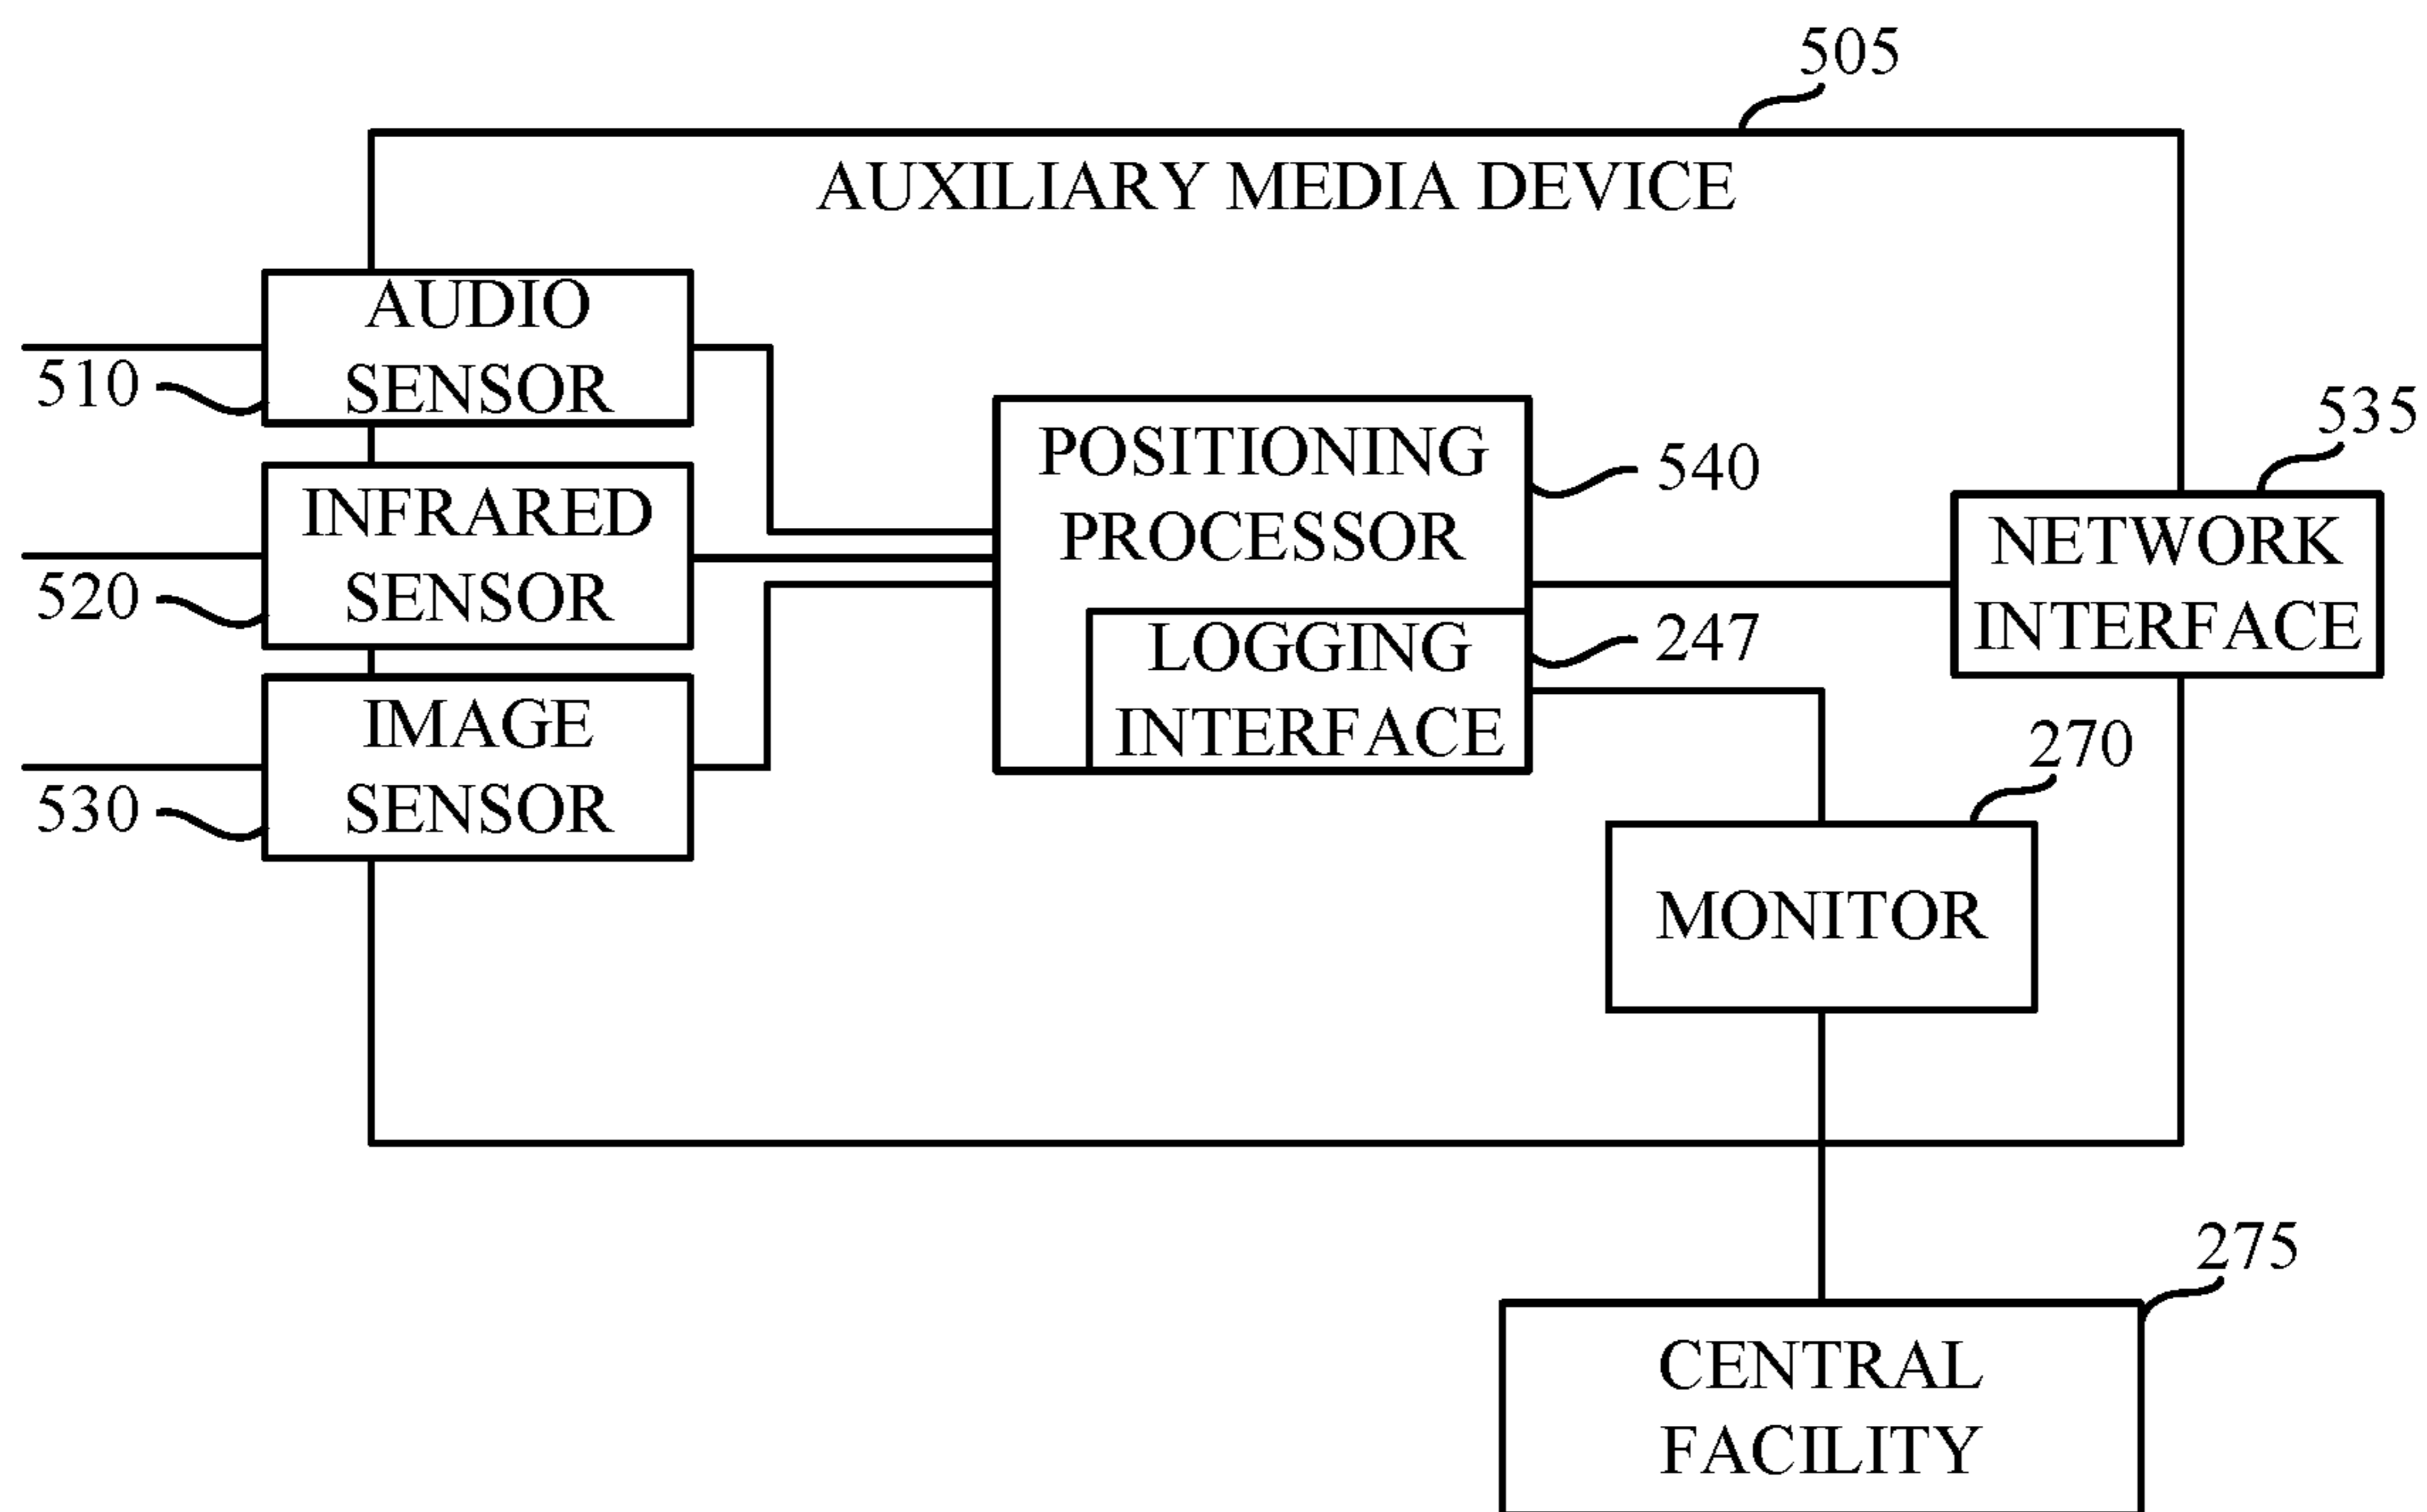 505
AUXILIARY MEDIA DEVICE
AUDIO
SENSOR
510
INFRARED
SENSOR
520
IMAGE
SENSOR
530
POSITIONING
PROCESSOR
540
LOGGING
INTERFACE
247
535
NETWORK
INTERFACE
270
MONITOR
275
CENTRAL
FACILITY